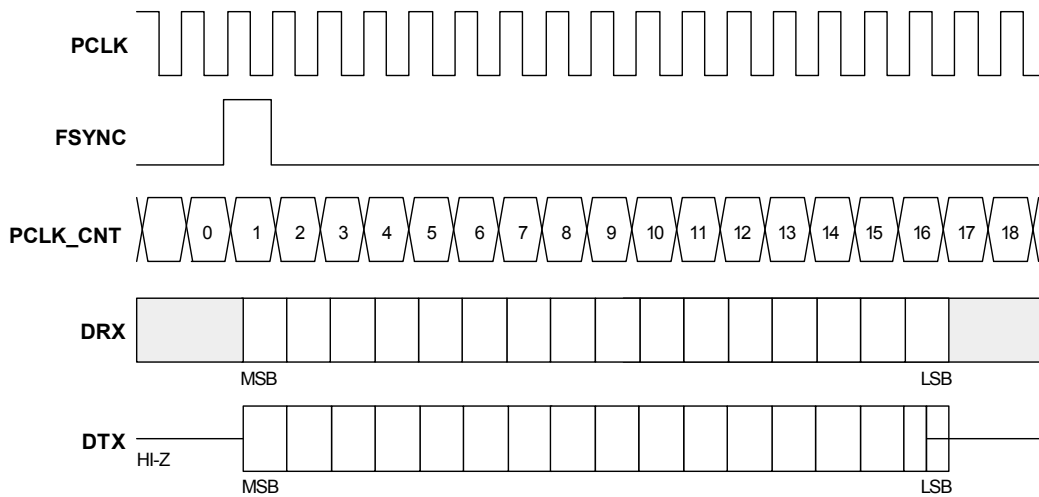 PCLK
FSYNC
PCLK_CNT 0 1 2 3 4 5 6 7 8 9 10 11 12 13 14 15 16 17 18
DRX
MSB LSB
DTX
HI-Z
MSB LSB